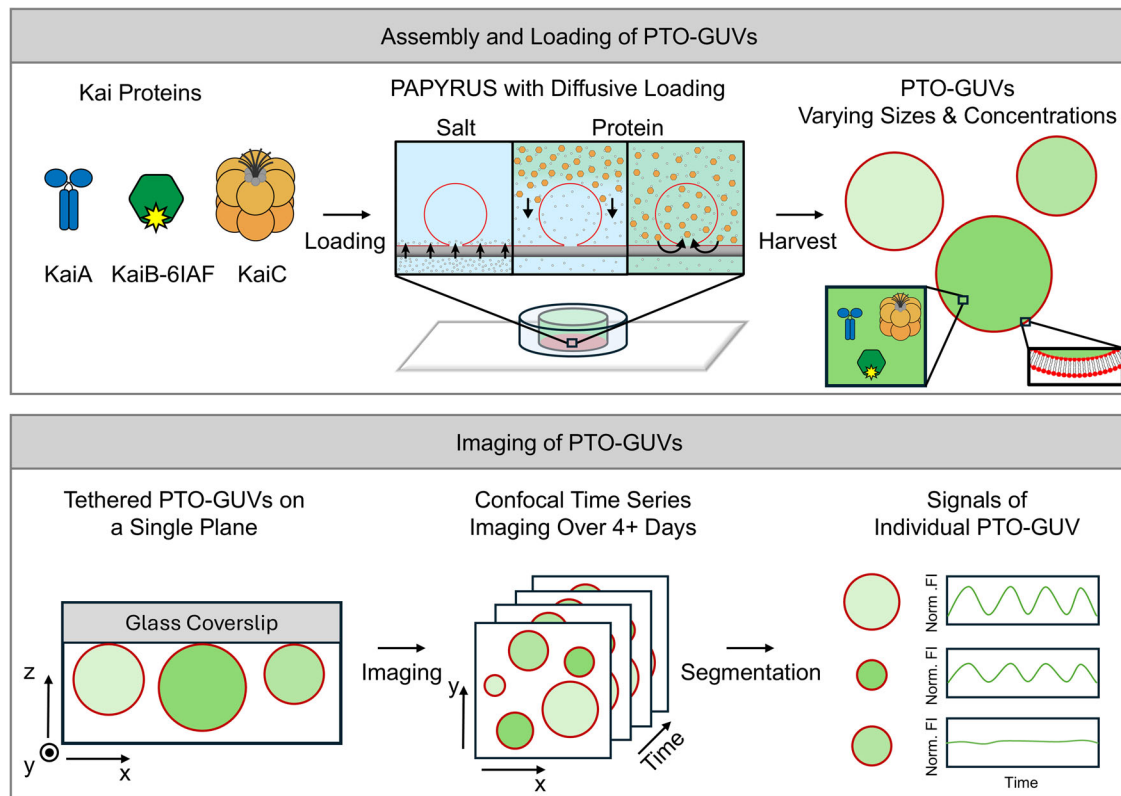 Assembly and Loading of PTO-GUVs
Kai Proteins
KaiA
KaiB-6IAF
KaiC
Loading
PAPYRUS with Diffusive Loading
Salt
Protein
Harvest
PTO-GUVs
Varying Sizes & Concentrations
Imaging of PTO-GUVs
Tethered PTO-GUVs on
a Single Plane
Glass Coverslip
z
y
x
Imaging
Confocal Time Series
Imaging Over 4+ Days
y
x
Time
Segmentation
Signals of
Individual PTO-GUV
Norm .FI
Norm. FI
Norm. FI
Time